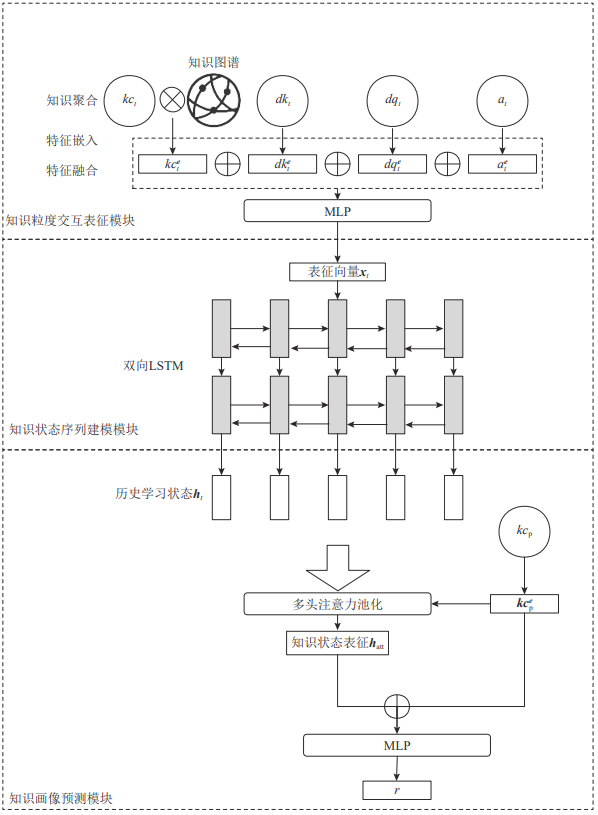 知识图谱
知识聚合
kc_t
dk_t
dq_t
a_t
特征嵌入
特征融合
kc_t^e
dk_t^e
dq_t^e
a_t^e
MLP
知识粒度交互表征模块
表征向量x_t
双向LSTM
知识状态序列建模模块
历史学习状态h_t
kc_p
多头注意力池化
kc_p^e
知识状态表征h_att
MLP
r
知识画像预测模块